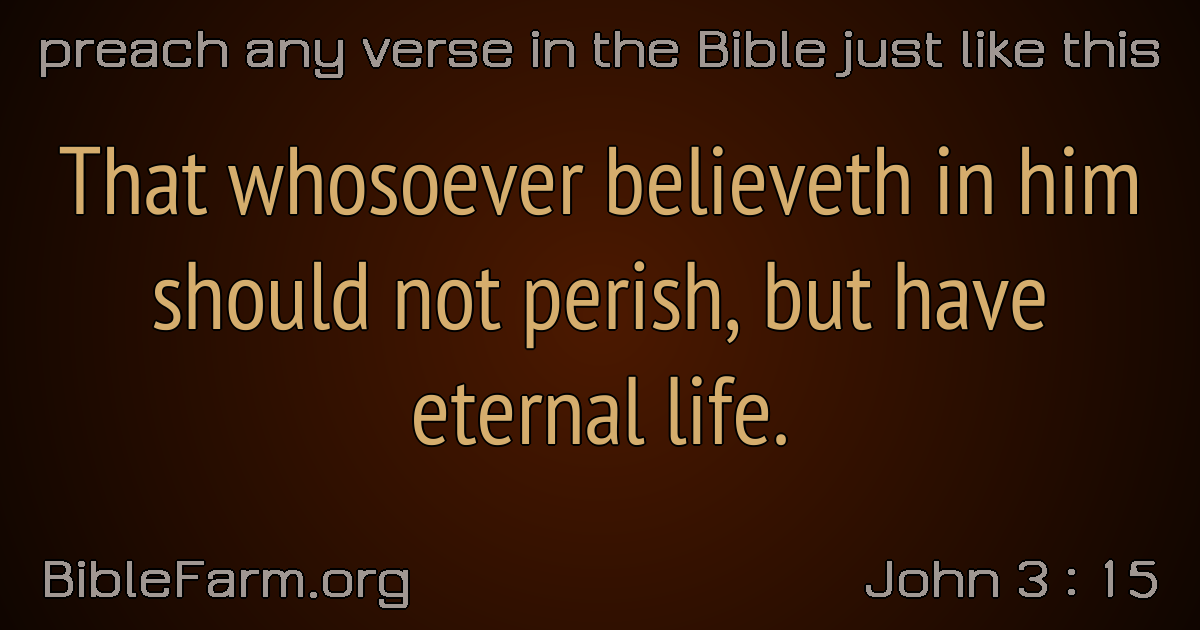 preach any verse in the Bible just like this
That whosoever believeth in him
should not perish, but have
eternal life.
BibleFarm.org
John 3 : 15